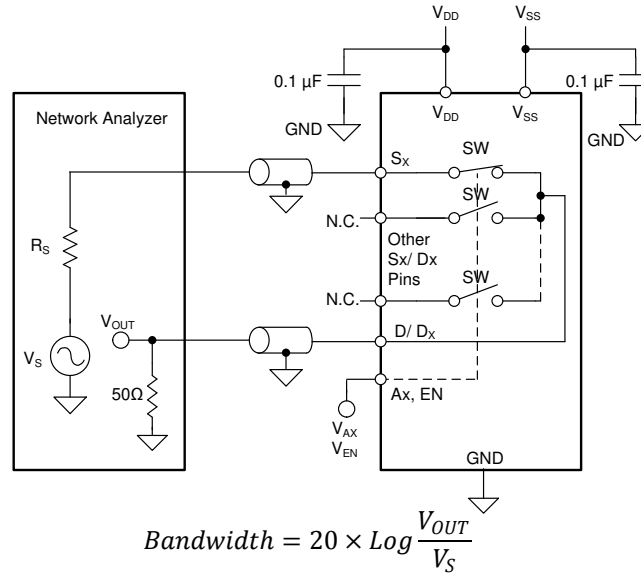 V_DD
V_SS
0.1 µF
0.1 µF
GND
V_DD
V_SS
GND
Network Analyzer
S_X
SW
SW
N.C.
Other
Sx/ Dx
Pins
SW
N.C.
R_S
V_OUT
V_S
50Ω
D/ D_X
Ax, EN
V_AX
V_EN
GND
Bandwidth = 20 × Log V_OUT / V_S